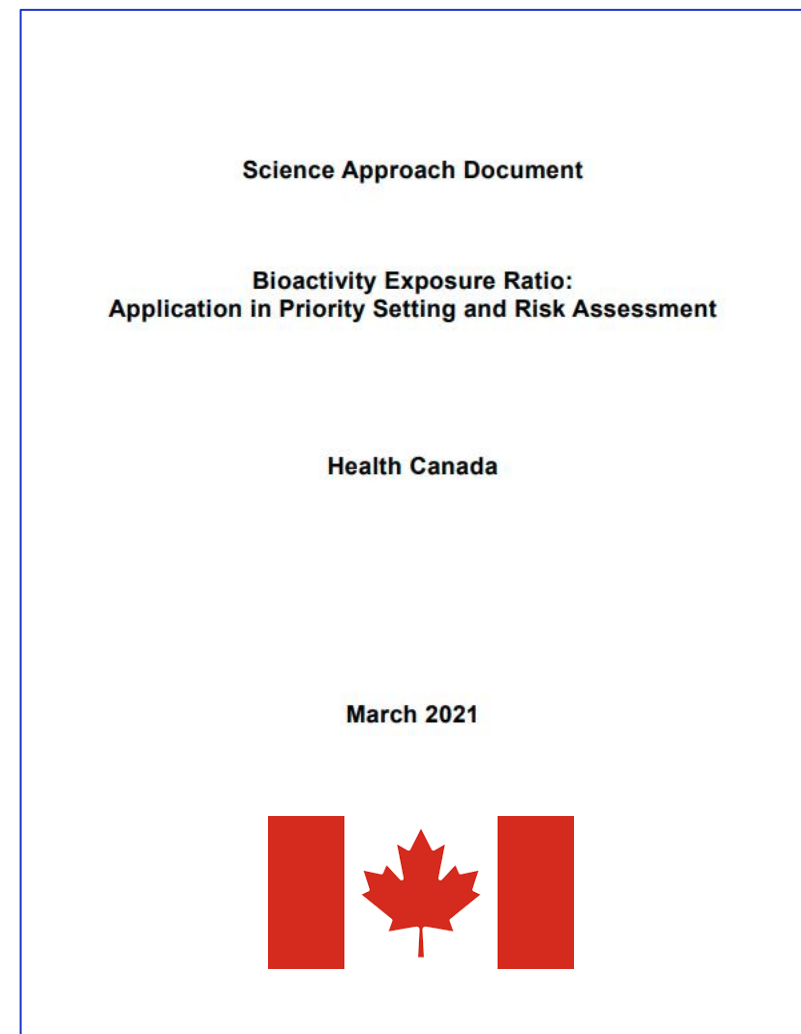 Science Approach Document
Bioactivity Exposure Ratio:
Application in Priority Setting and Risk Assessment
Health Canada
March 2021